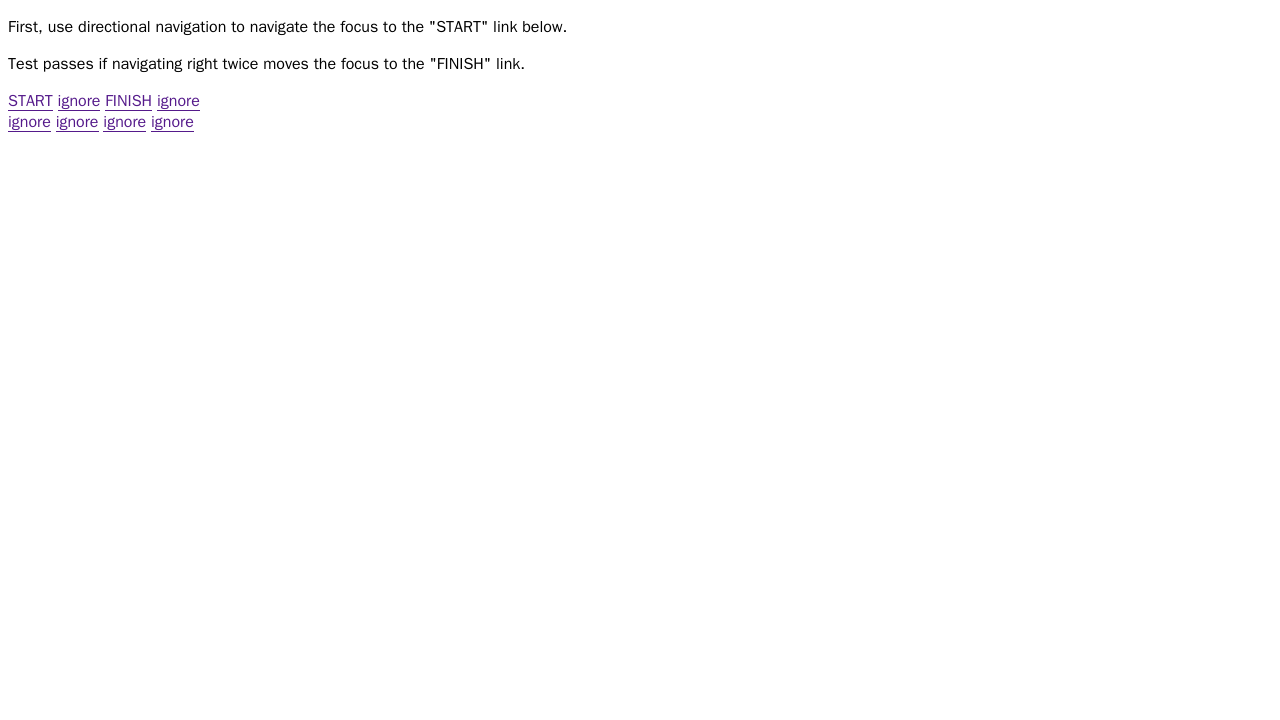 First, use directional navigation to navigate the focus to the "START" link below.
Test passes if navigating right twice moves the focus to the "FINISH" link.
START ignore FINISH ignore
ignore ignore ignore ignore